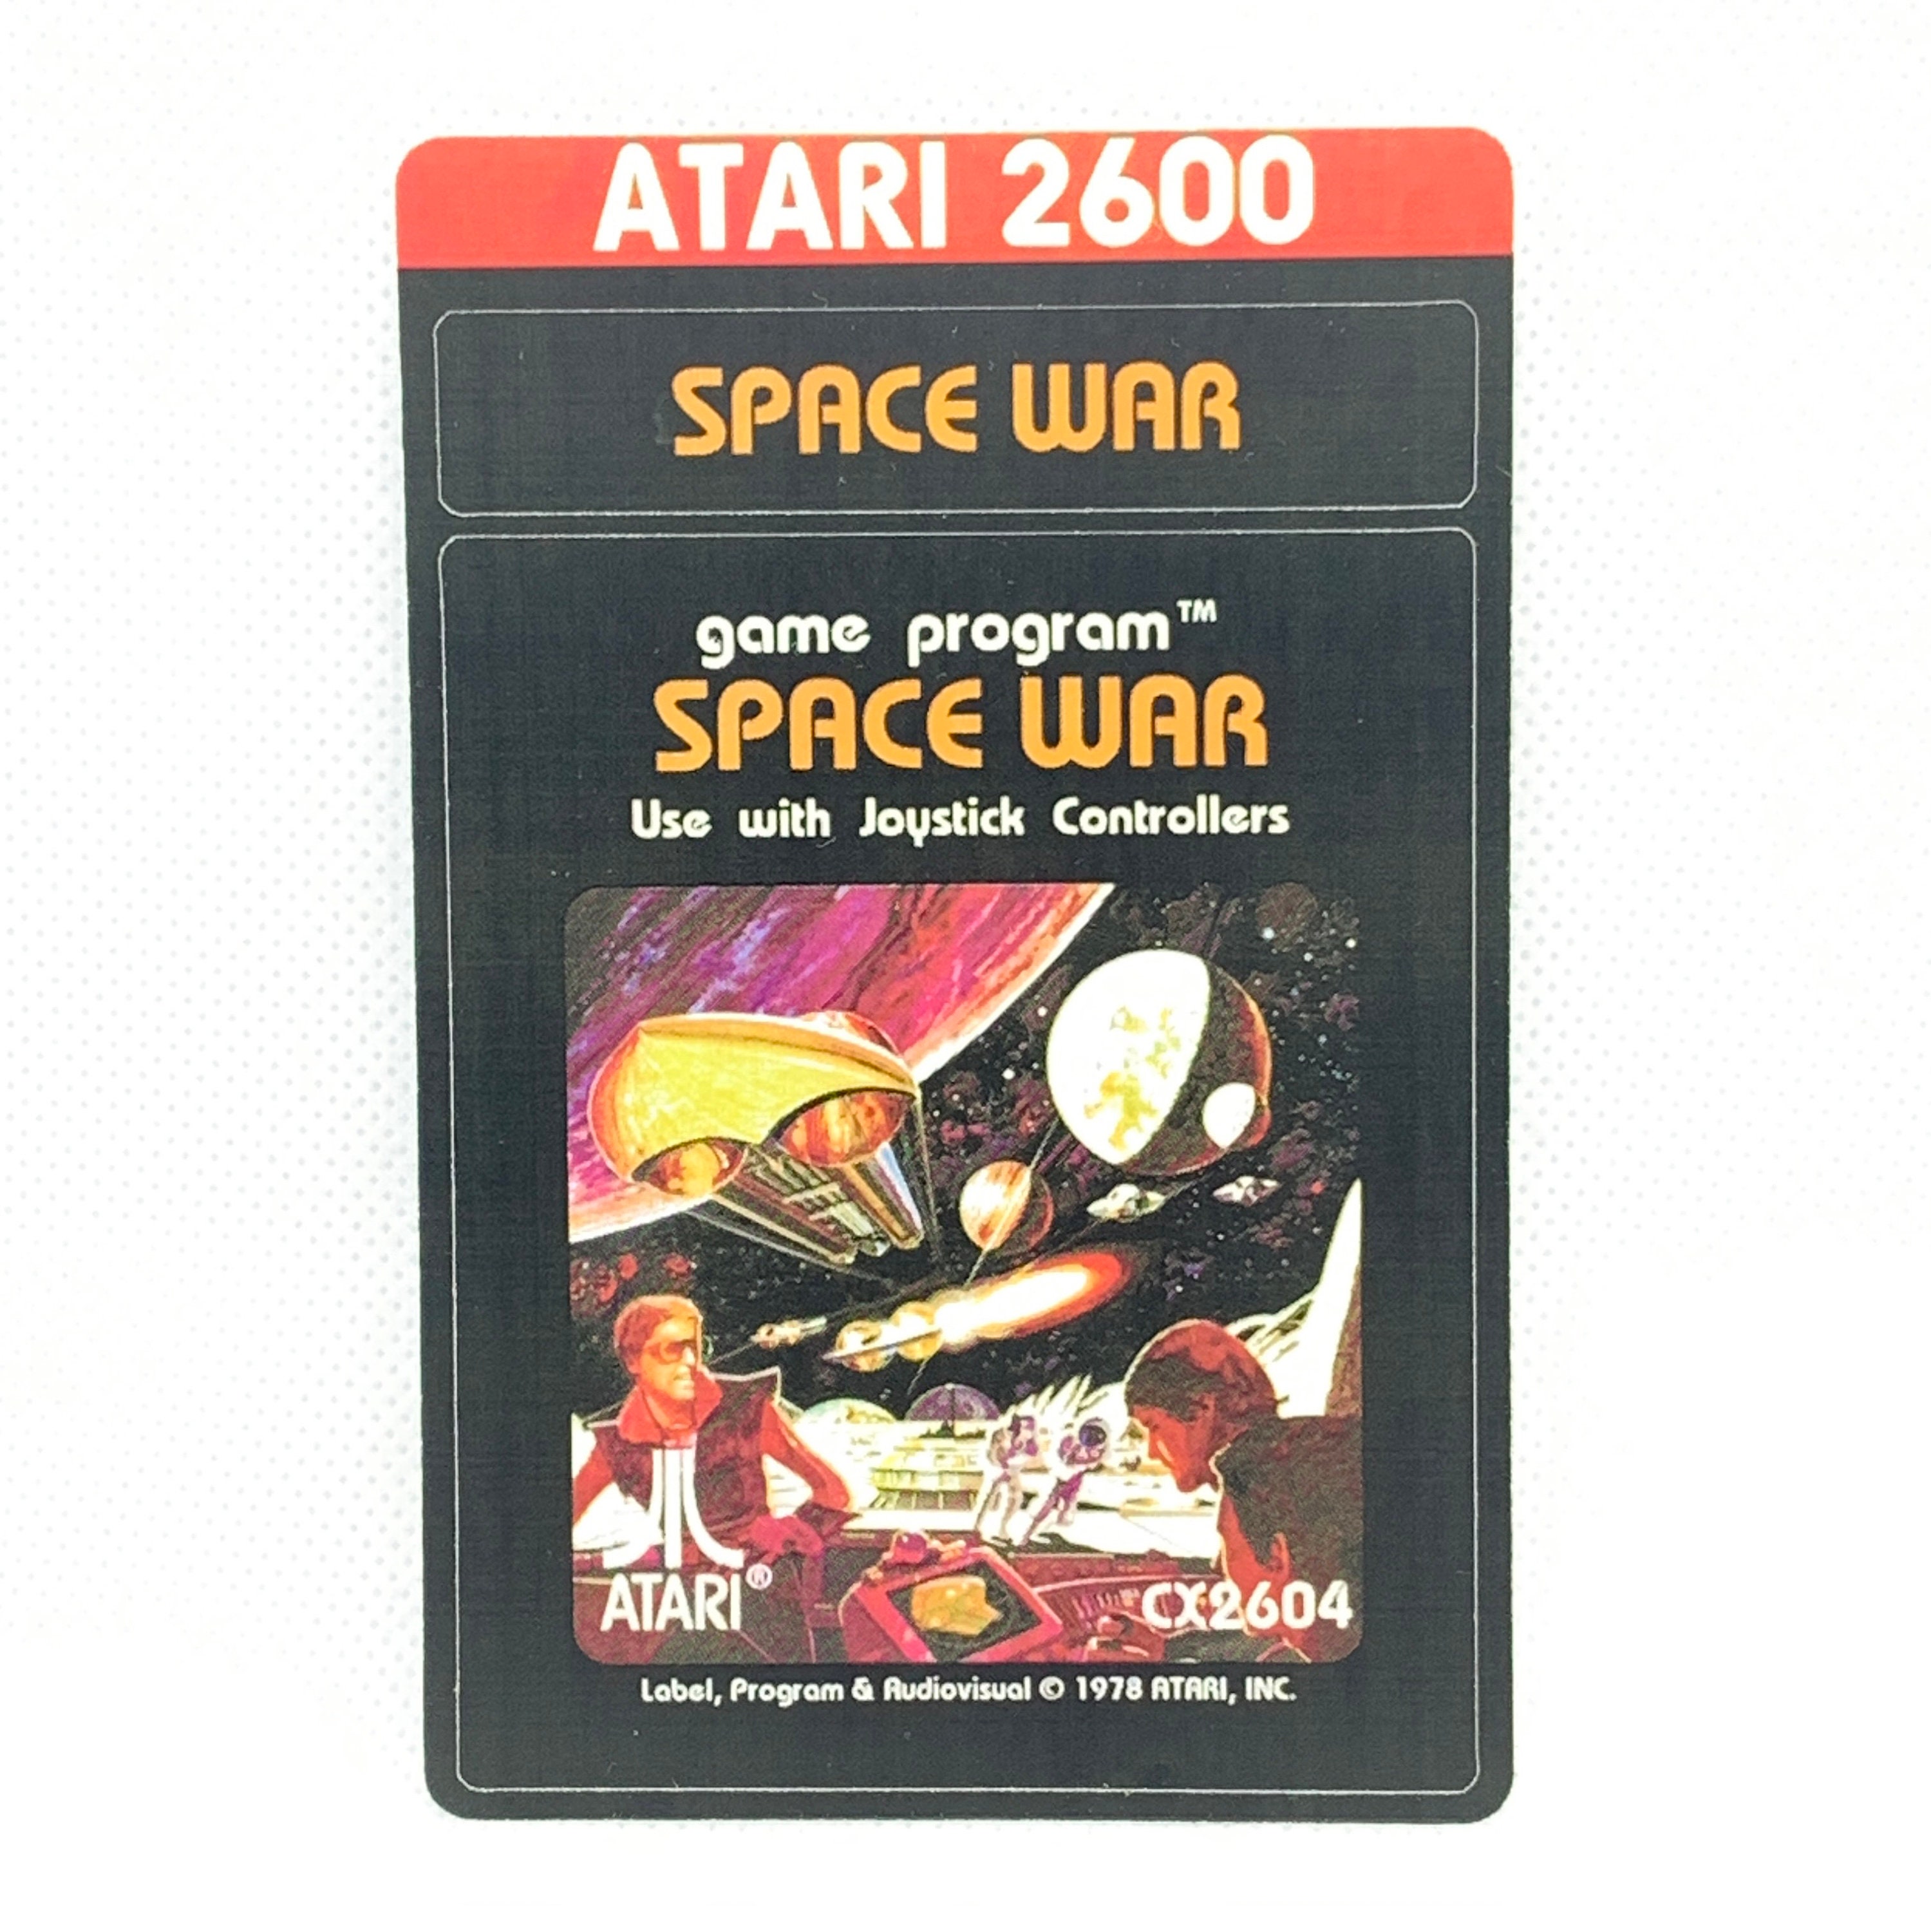 ATARI 2600
SPACE WAR
game program™
SPACE WAR
Use with Joystick Controllers
ATARI®
CX2604
Label, Program & Audiovisual © 1978 ATARI, INC.